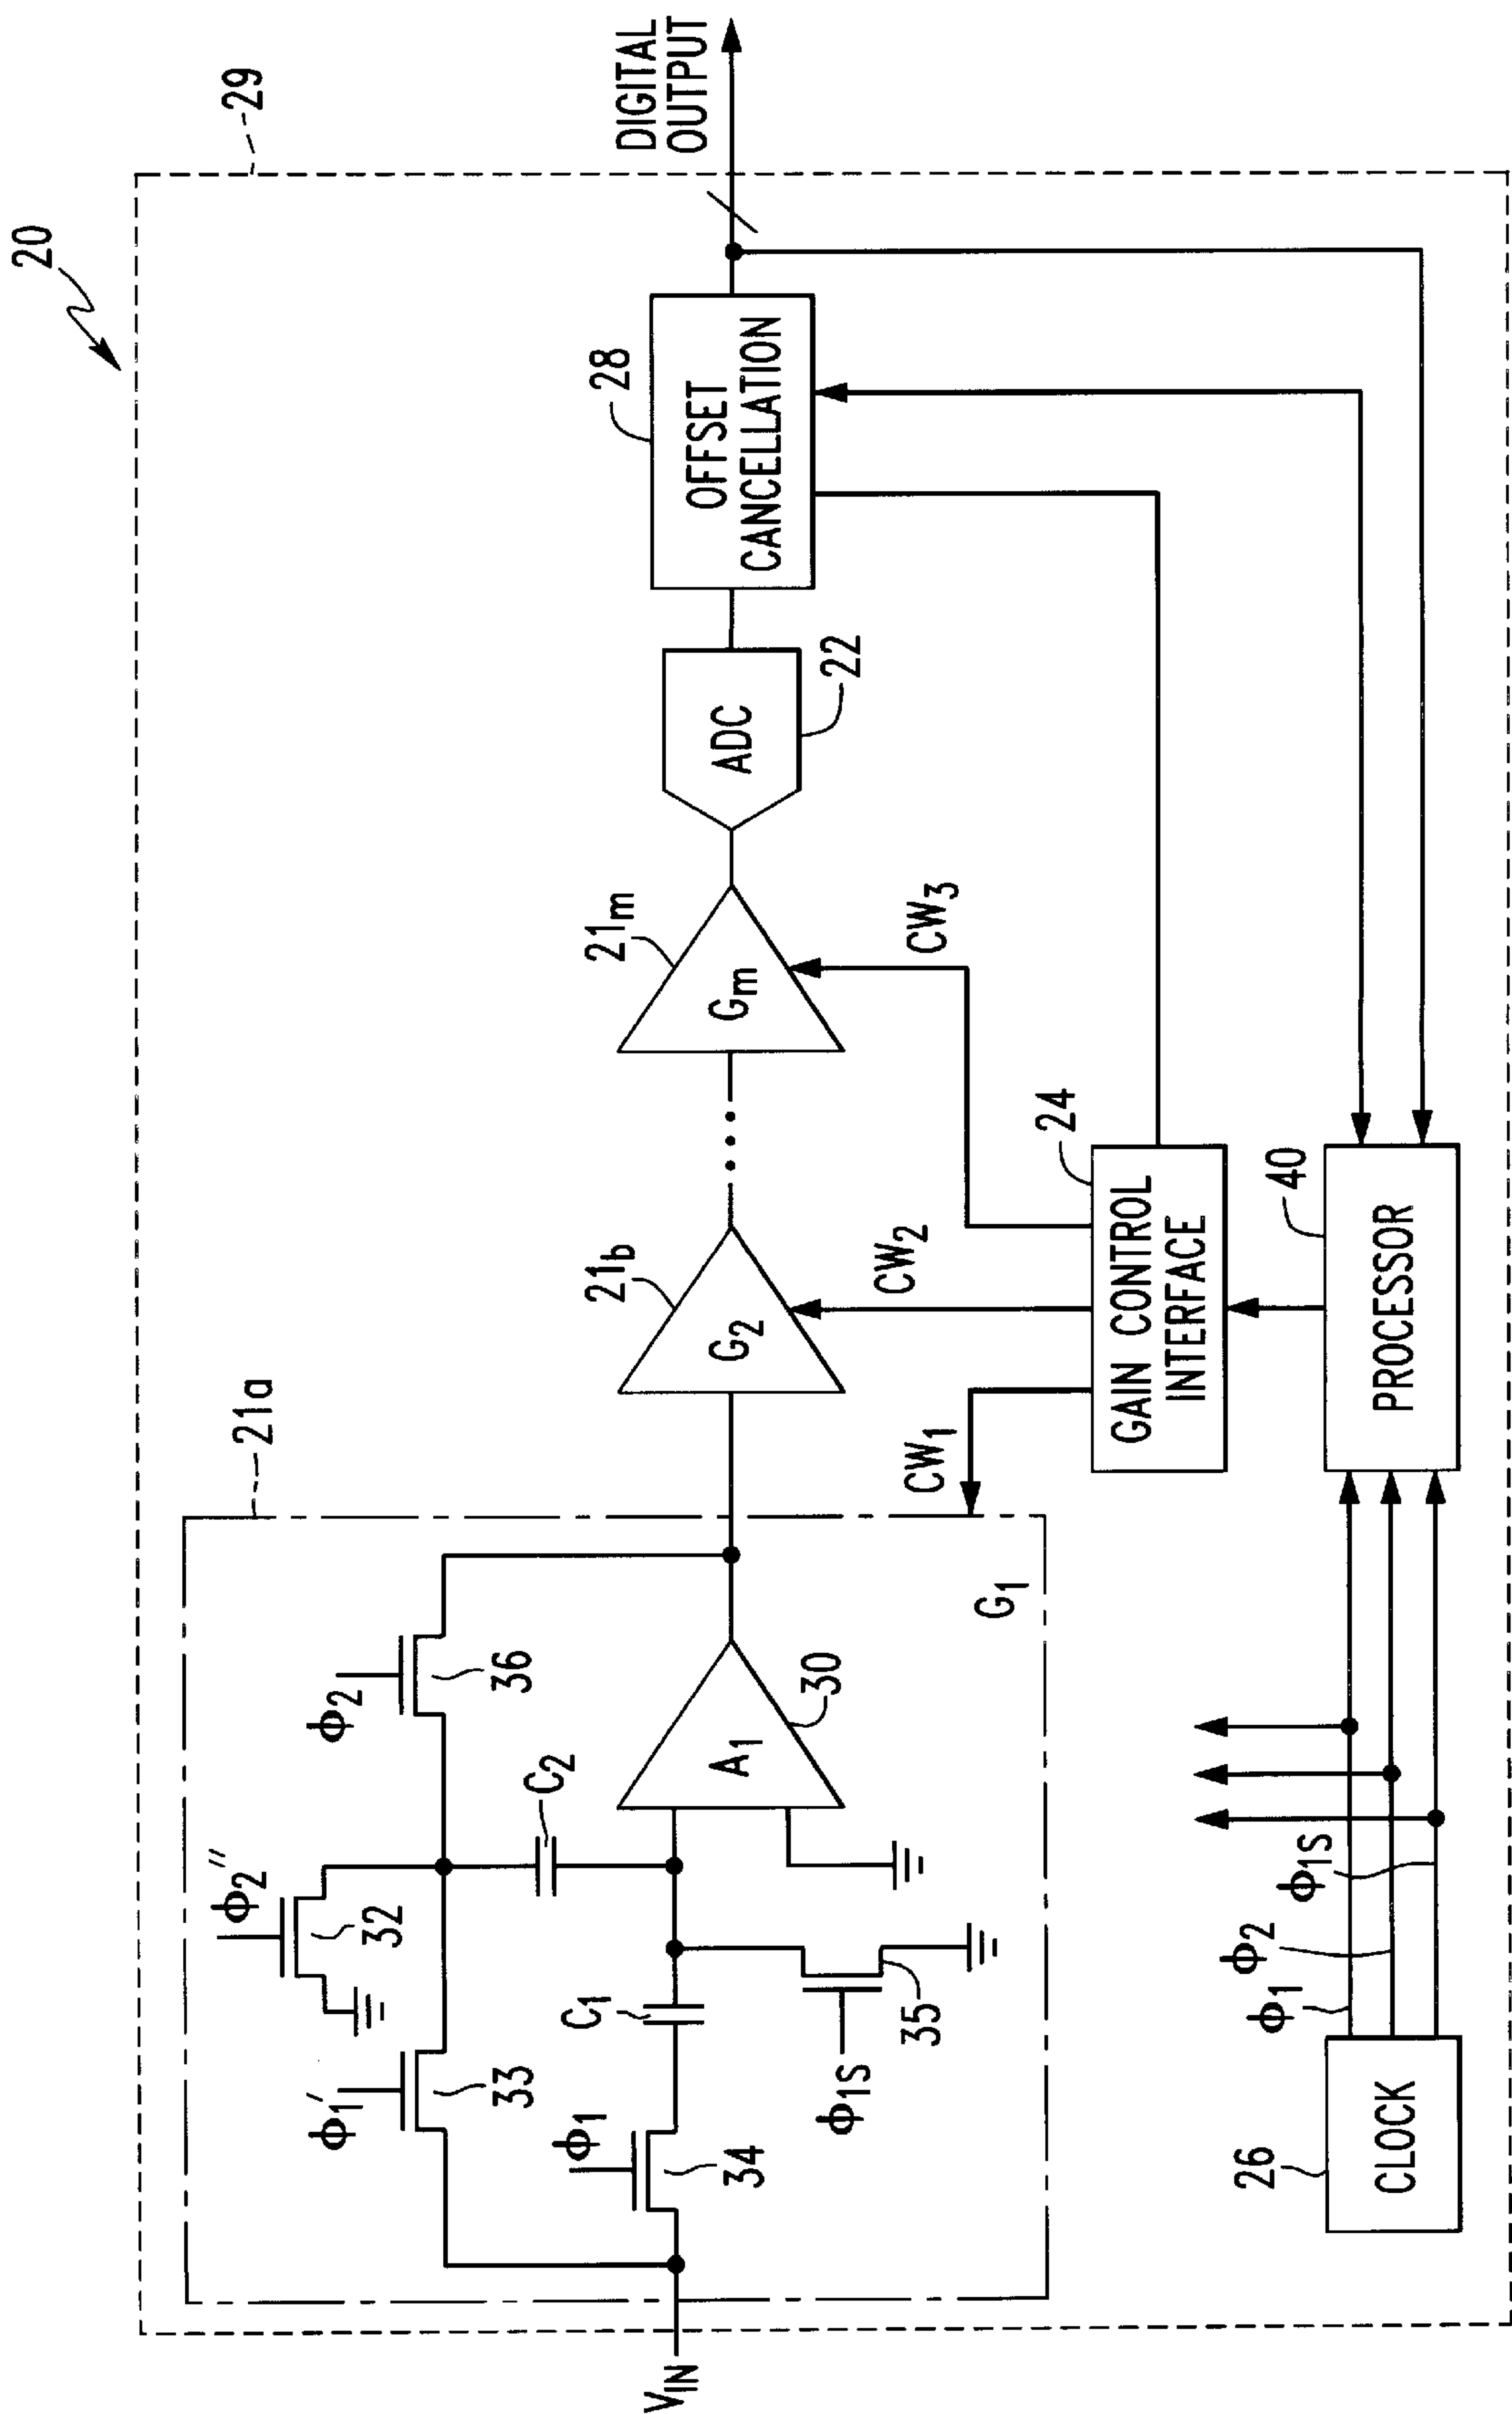 20
29
21a
Φ2''
32
Φ1'
33
Φ2
36
C2
Φ1
34
C1
A1
30
VIN
Φ1S
35
G1
21b
G2
21m
Gm
ADC
22
28
OFFSET
CANCELLATION
DIGITAL
OUTPUT
CW1
CW2
CW3
24
GAIN CONTROL
INTERFACE
40
PROCESSOR
26
CLOCK
Φ1
Φ2
Φ1S